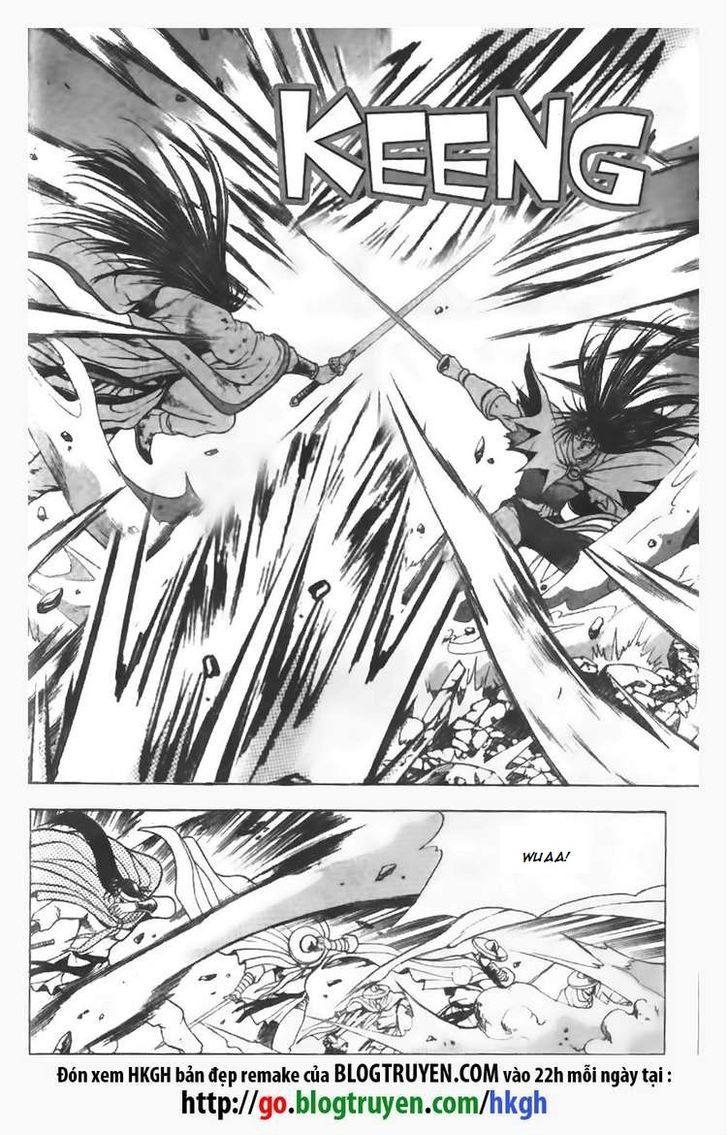 KEENG
WUAA!
Đón xem HKGH bản đẹp remake của BLOGTRUYEN.COM vào 22h mỗi ngày tại :
http://go.blogtruyen.com/hkgh